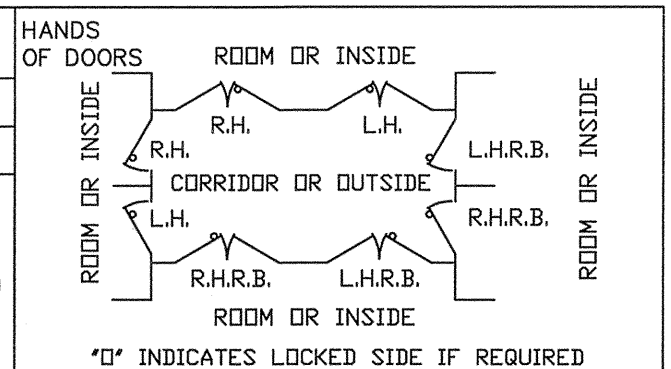 HANDS
OF DOORS
ROOM OR INSIDE
R.H.
L.H.
ROOM OR INSIDE
R.H.
L.H.R.B.
ROOM OR INSIDE
CORRIDOR OR OUTSIDE
L.H.
R.H.R.B.
R.H.R.B.
L.H.R.B.
ROOM OR INSIDE
"O" INDICATES LOCKED SIDE IF REQUIRED